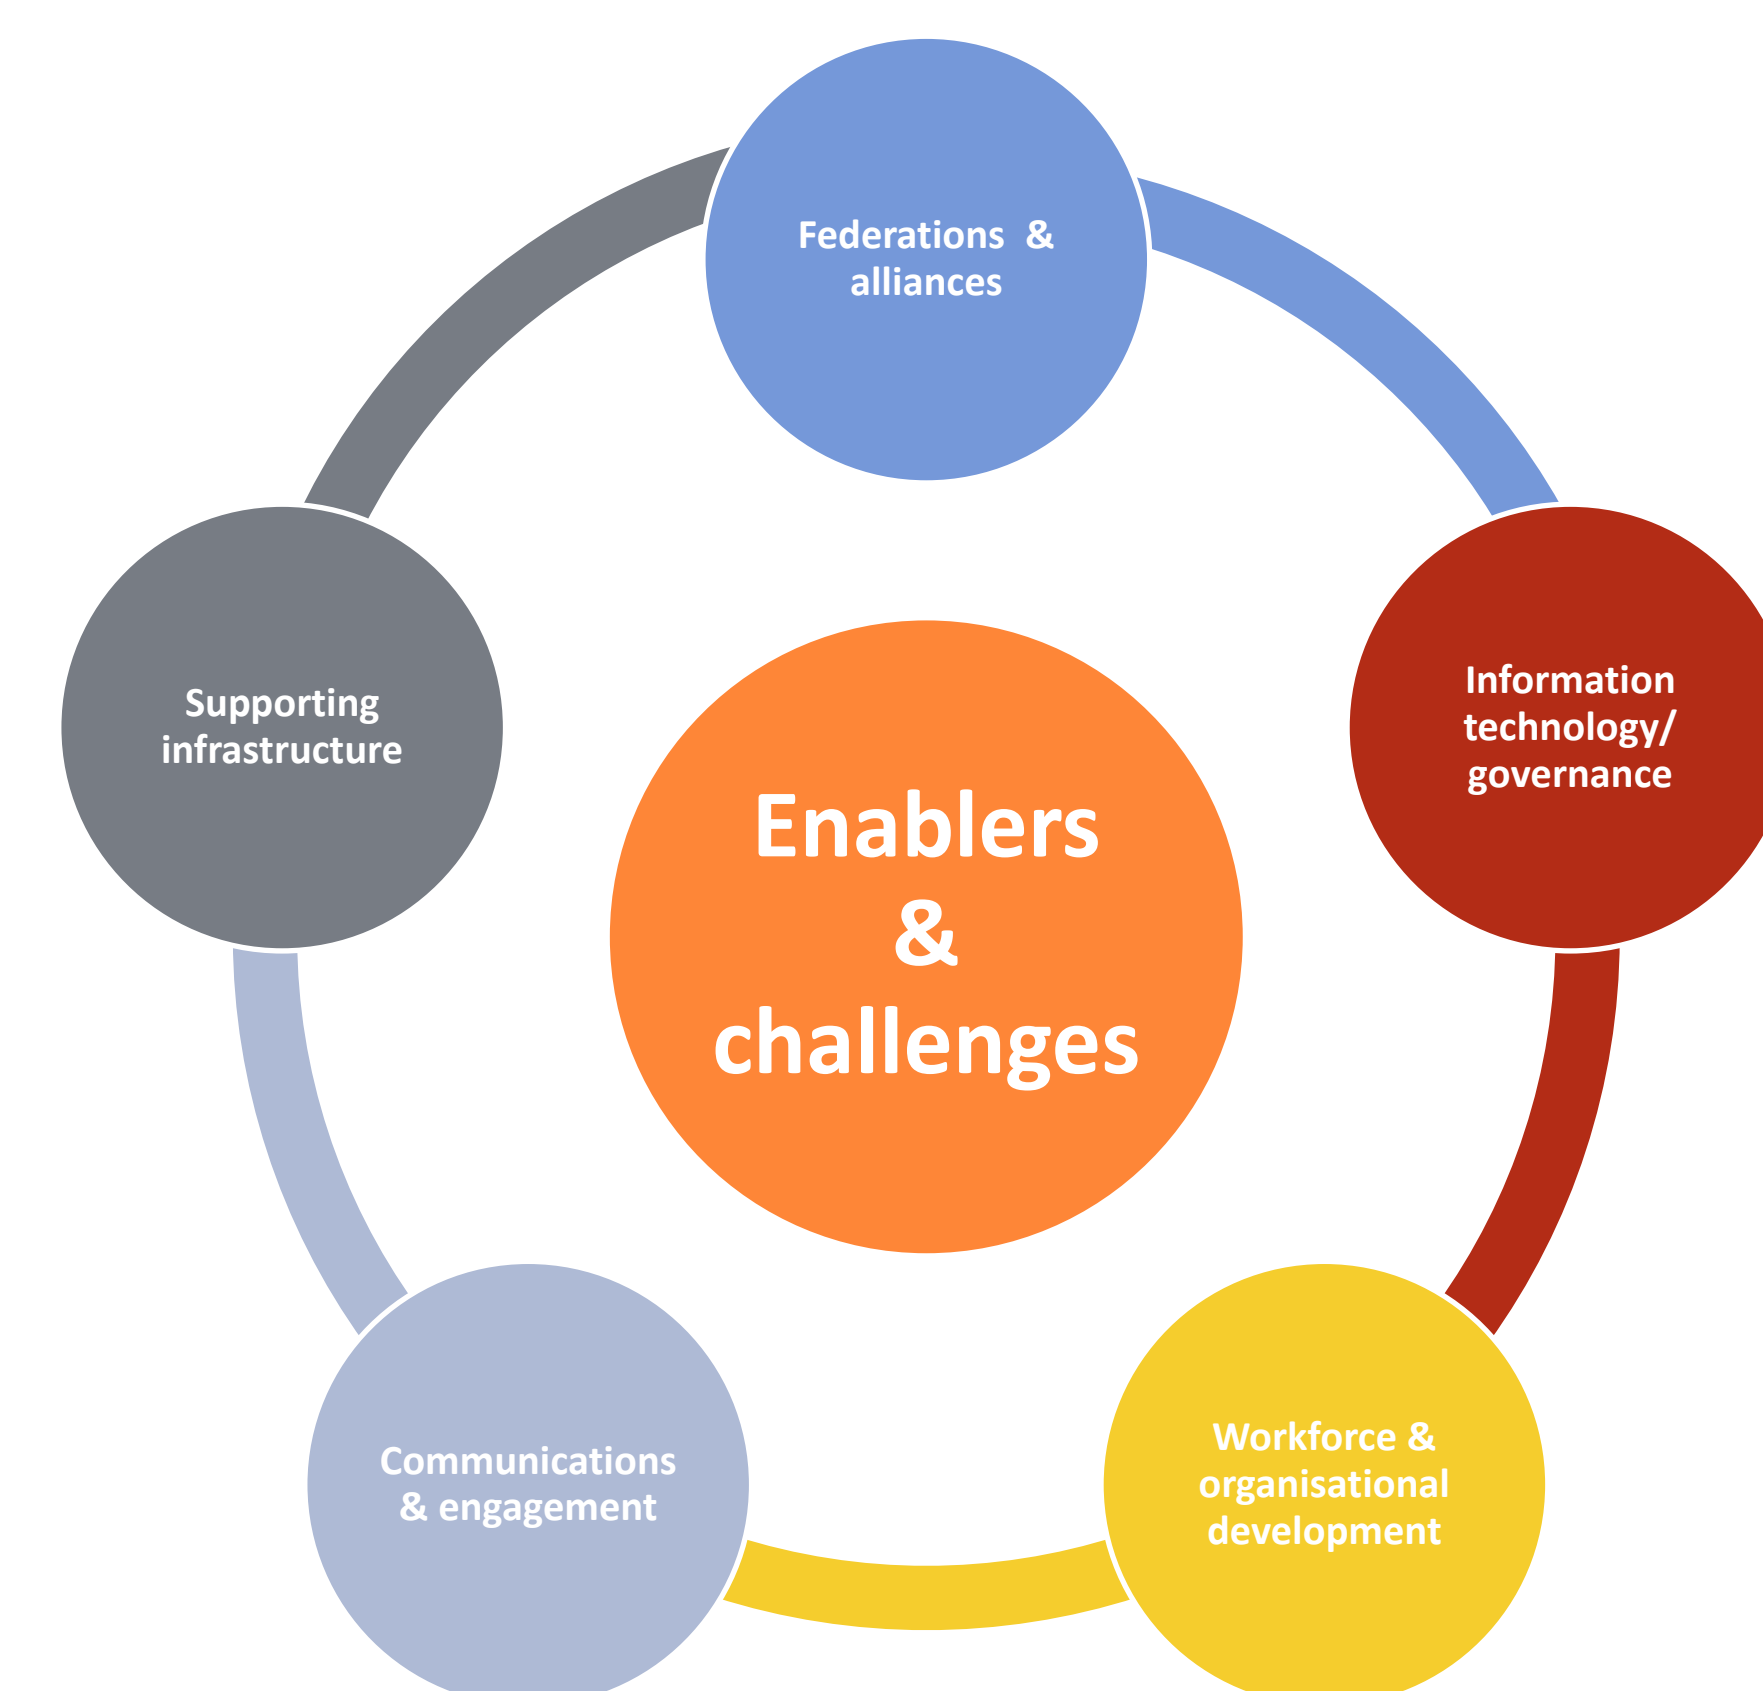 Federations  &
alliances
Information
technology/
governance
Workforce &
organisational
development
Communications
& engagement
Supporting
infrastructure
Enablers
&
challenges